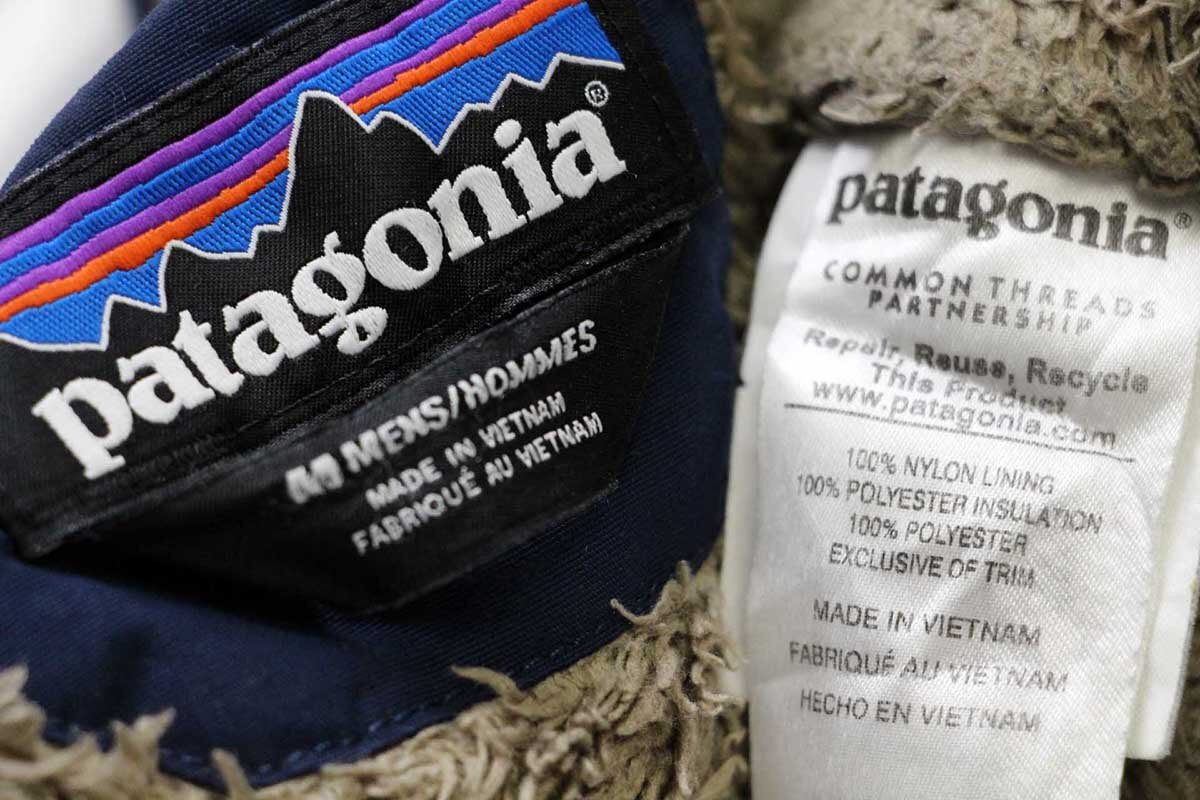 patagonia®
M MENS/HOMMES
MADE IN VIETNAM
FABRIQUÉ AU VIETNAM
patagonia®
COMMON THREADS
PARTNERSHIP
Repair, Reuse, Recycle
This Product
www.patagonia.com
100% NYLON LINING
100% POLYESTER INSULATION
100% POLYESTER
EXCLUSIVE OF TRIM
MADE IN VIETNAM
FABRIQUÉ AU VIETNAM
HECHO EN VIETNAM